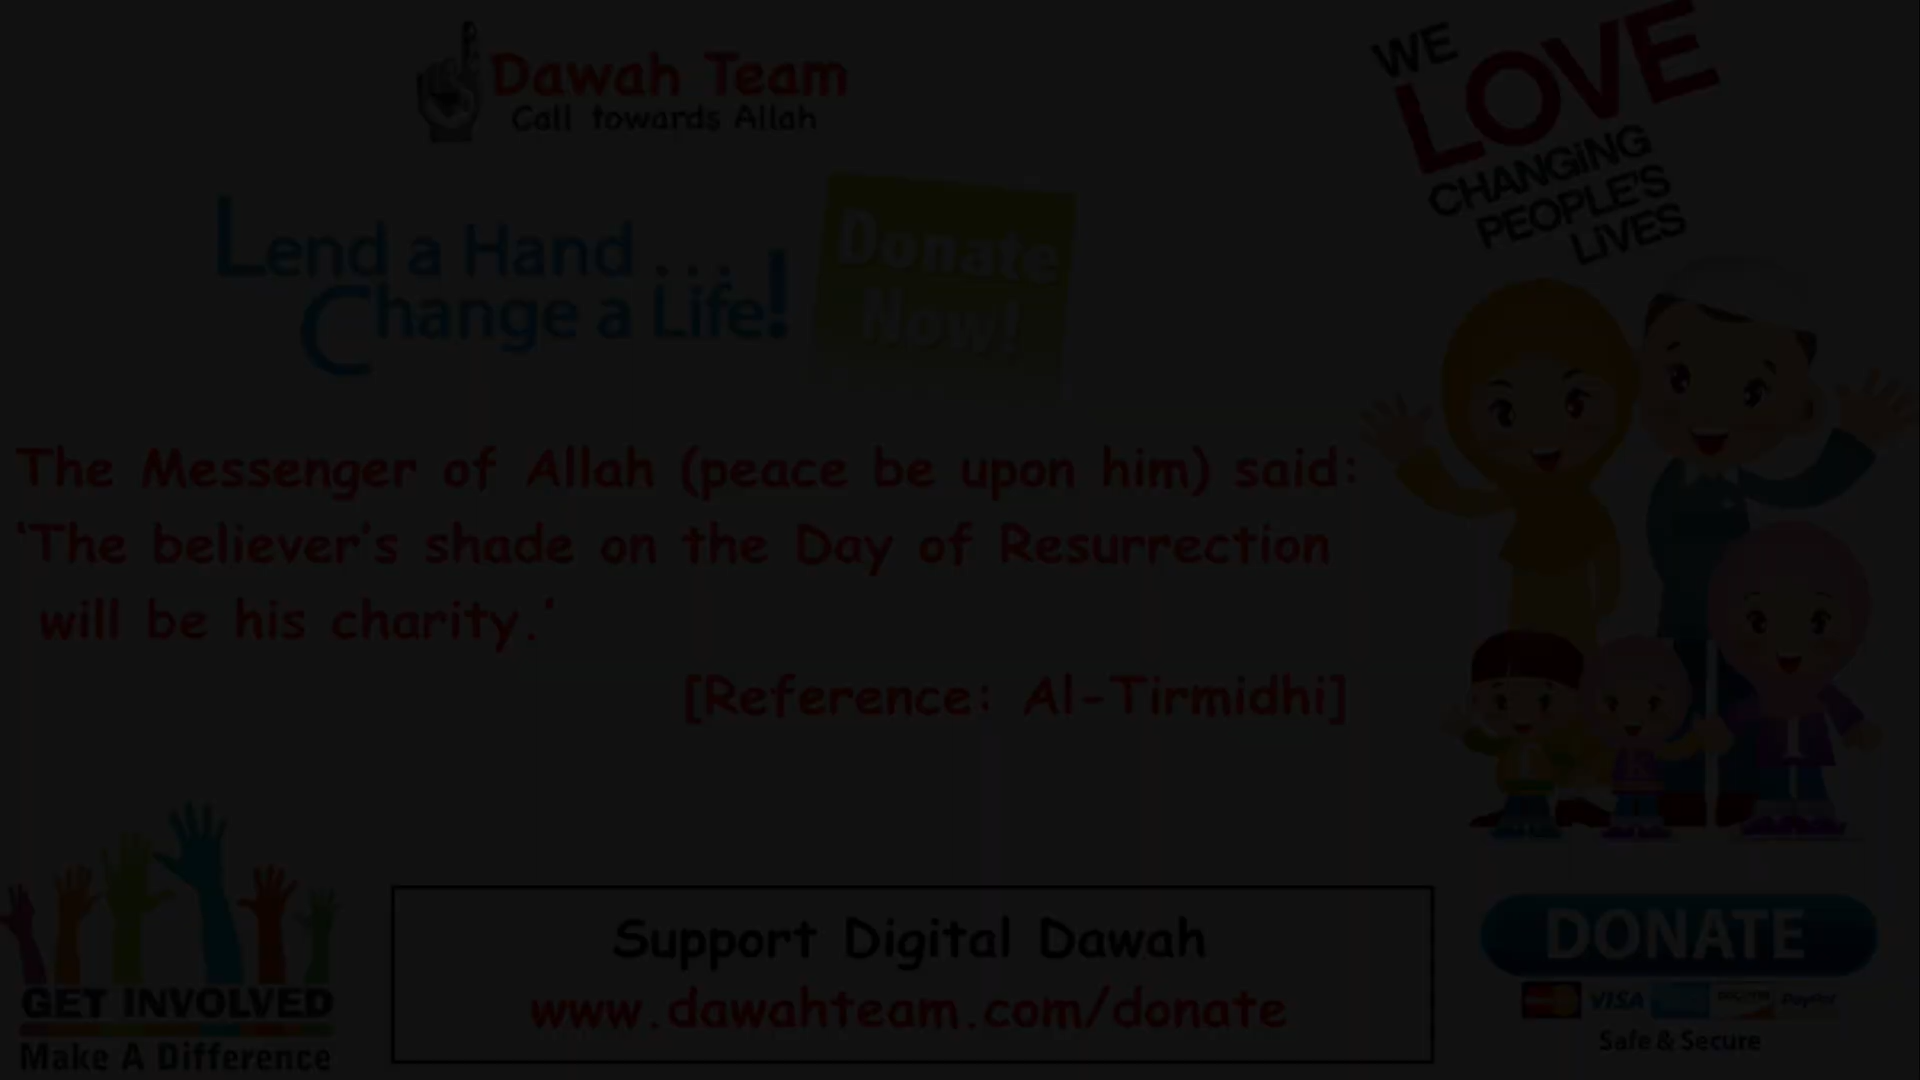 Dawah Team
Call towards Allah
WE
LOVE
CHANGiNG
PEOPLE'S
LiVES
Lend a Hand ...
Change a Life!
Donate
Now!
The Messenger of Allah (peace be upon him) said:
'The believer's shade on the Day of Resurrection
will be his charity.'
[Reference: Al-Tirmidhi]
GET INVOLVED
Make A Difference
Support Digital Dawah
www.dawahteam.com/donate
DONATE
VISA
PayPal
Safe & Secure